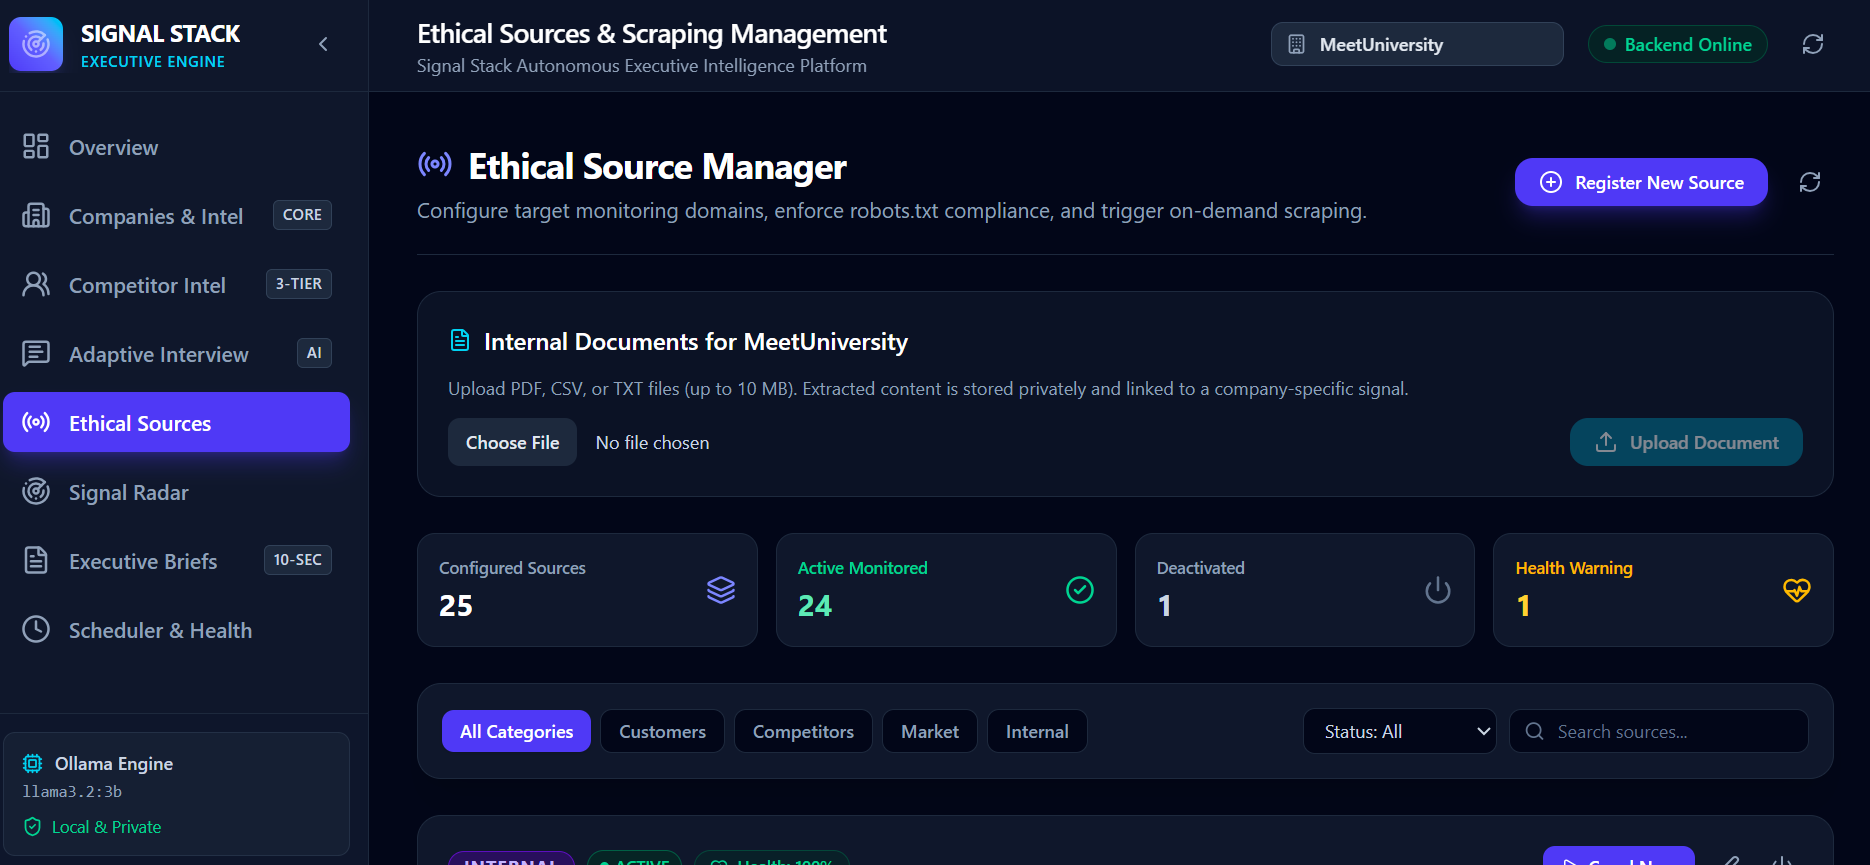 SIGNAL STACK
EXECUTIVE ENGINE
Overview
Companies & Intel CORE
Competitor Intel 3-TIER
Adaptive Interview AI
Ethical Sources
Signal Radar
Executive Briefs 10-SEC
Scheduler & Health
Ollama Engine
llama3.2:3b
Local & Private
Ethical Sources & Scraping Management
Signal Stack Autonomous Executive Intelligence Platform
MeetUniversity
Backend Online
Ethical Source Manager
Configure target monitoring domains, enforce robots.txt compliance, and trigger on-demand scraping.
Register New Source
Internal Documents for MeetUniversity
Upload PDF, CSV, or TXT files (up to 10 MB). Extracted content is stored privately and linked to a company-specific signal.
Choose File No file chosen
Upload Document
Configured Sources
25
Active Monitored
24
Deactivated
1
Health Warning
1
All Categories Customers Competitors Market Internal
Status: All
Search sources...
INTERNAL ACTIVE Health: 100%